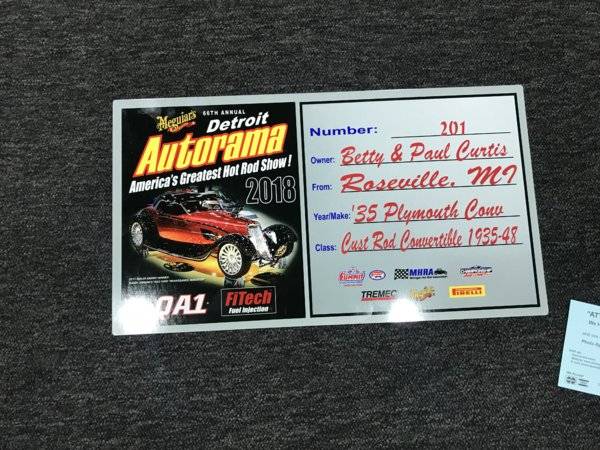 Meguiar's
66TH ANNUAL
Detroit
Autorama
America's Greatest Hot Rod Show!
2018
QA1
FiTech
Fuel Injection
Number: 201
Owner: Betty & Paul Curtis
From: Roseville, MI
Year/Make: '35 Plymouth Conv
Class: Cust Rod Convertible 1935-48
SUMMIT
MHRA
TREMEC
PIRELLI
"AT